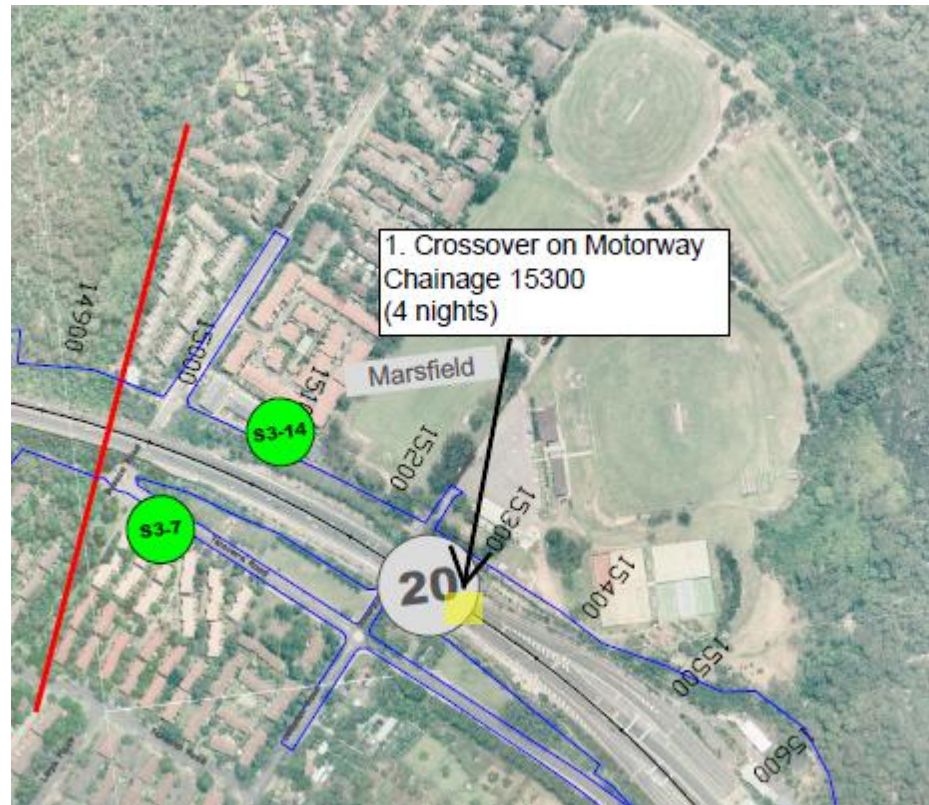 1. Crossover on Motorway
Chainage 15300
(4 nights)
14900
15000
Marsfield
S3-14
15200
S3-7
15300
20
15400
15500
15600